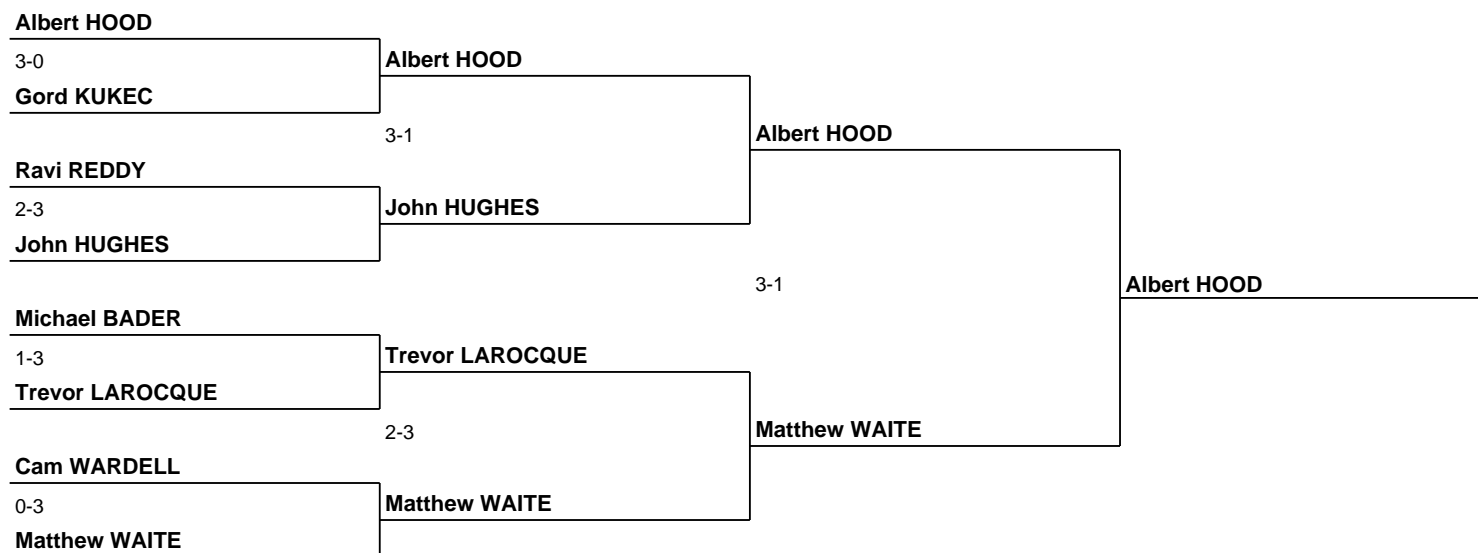 Albert HOOD
3-0
Albert HOOD
Gord KUKEC
3-1
Albert HOOD
Ravi REDDY
2-3
John HUGHES
John HUGHES
3-1
Albert HOOD
Michael BADER
1-3
Trevor LAROCQUE
Trevor LAROCQUE
2-3
Matthew WAITE
Cam WARDELL
0-3
Matthew WAITE
Matthew WAITE